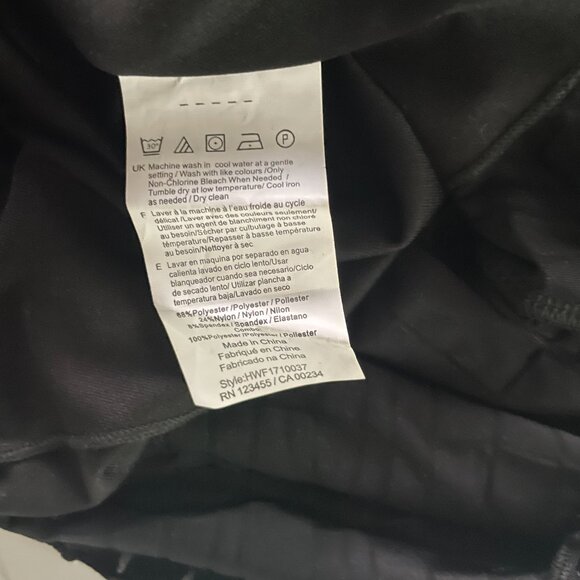 - - - - -
30°
P
UK Machine wash in cool water at a gentle
setting / Wash with like colours /Only
Non-Chlorine Bleach When Needed /
Tumble dry at low temperature/ Cool iron
as needed / Dry clean
F Laver à la machine à l'eau froide au cycle
délicat /Laver avec des couleurs seulement/
Utiliser un agent de blanchiment non chloré
au besoin/Sécher par culbutage à basse
température/Repasser à basse température
au besoin/Nettoyer à sec
E Lavar en maquina por separado en agua
calienta lavado en ciclo lento/Usar
blanqueador cuando sea necesario/Ciclo
de secado lento/ Utilizar plancha a
temperatura baja/Lavado en seco
68%Polyester/Polyester / Poliester
24%Nylon / Nylon / Nilon
8%Spandex / Spandex / Elastano
Combo:
100%Polyester /Polyester / Poliester
Made in China
Fabriqué en Chine
Fabricado na China
Style:HWF1710037
RN 123455 / CA 00234